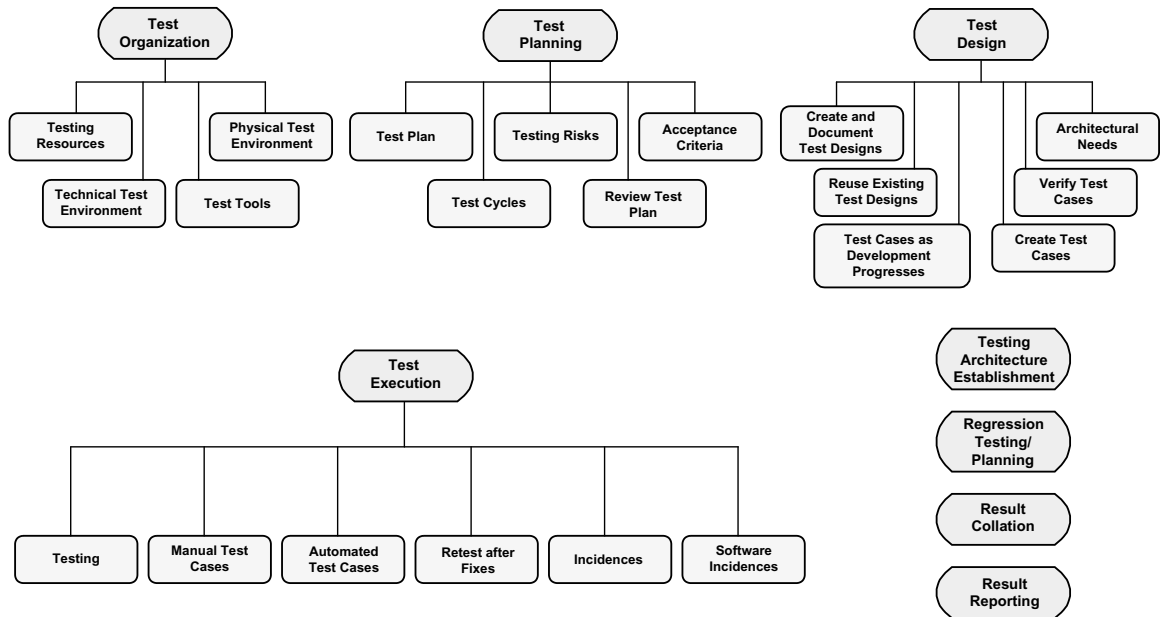 Test
Organization
Testing
Resources
Physical Test
Environment
Technical Test
Environment
Test Tools
Test
Planning
Test Plan
Testing Risks
Acceptance
Criteria
Test Cycles
Review Test
Plan
Test
Design
Create and
Document
Test Designs
Architectural
Needs
Reuse Existing
Test Designs
Verify Test
Cases
Test Cases as
Development
Progresses
Create Test
Cases
Test
Execution
Testing
Manual Test
Cases
Automated
Test Cases
Retest after
Fixes
Incidences
Software
Incidences
Testing
Architecture
Establishment
Regression
Testing/
Planning
Result
Collation
Result
Reporting